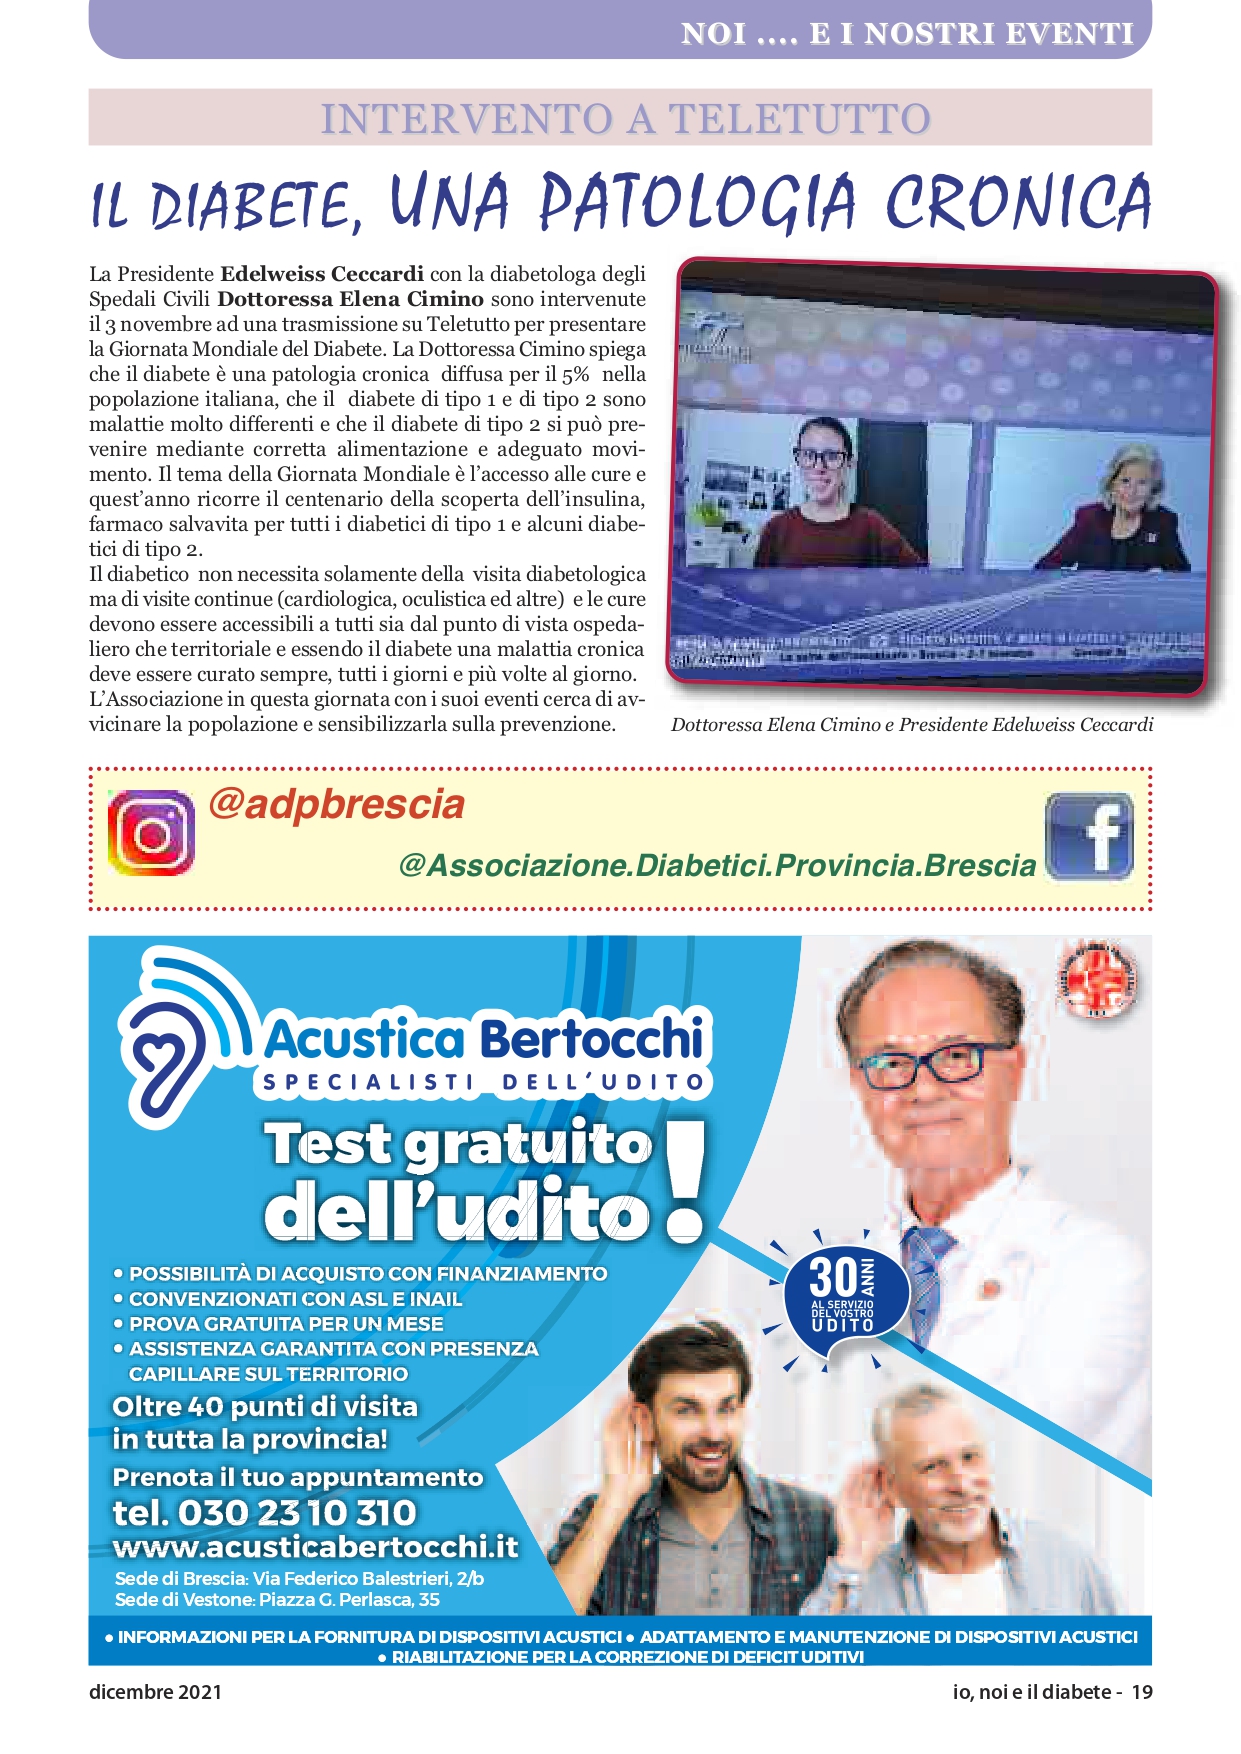 NOI .... E I NOSTRI EVENTI
INTERVENTO A TELETUTTO
IL DIABETE, UNA PATOLOGIA CRONICA
La Presidente Edelweiss Ceccardi con la diabetologa degli
Spedali Civili Dottoressa Elena Cimino sono intervenute
il 3 novembre ad una trasmissione su Teletutto per presentare
la Giornata Mondiale del Diabete. La Dottoressa Cimino spiega
che il diabete è una patologia cronica diffusa per il 5% nella
popolazione italiana, che il diabete di tipo 1 e di tipo 2 sono
malattie molto differenti e che il diabete di tipo 2 si può pre-
venire mediante corretta alimentazione e adeguato movi-
mento. Il tema della Giornata Mondiale è l'accesso alle cure e
quest'anno ricorre il centenario della scoperta dell'insulina,
farmaco salvavita per tutti i diabetici di tipo 1 e alcuni diabe-
tici di tipo 2.
Il diabetico non necessita solamente della visita diabetologica
ma di visite continue (cardiologica, oculistica ed altre) e le cure
devono essere accessibili a tutti sia dal punto di vista ospeda-
liero che territoriale e essendo il diabete una malattia cronica
deve essere curato sempre, tutti i giorni e più volte al giorno.
L'Associazione in questa giornata con i suoi eventi cerca di av-
vicinare la popolazione e sensibilizzarla sulla prevenzione.
Dottoressa Elena Cimino e Presidente Edelweiss Ceccardi
@adpbrescia
@Associazione.Diabetici.Provincia.Brescia
Acustica Bertocchi
SPECIALISTI DELL'UDITO
Test gratuito
dell'udito!
• POSSIBILITÀ DI ACQUISTO CON FINANZIAMENTO
• CONVENZIONATI CON ASL E INAIL
• PROVA GRATUITA PER UN MESE
• ASSISTENZA GARANTITA CON PRESENZA
CAPILLARE SUL TERRITORIO
Oltre 40 punti di visita
in tutta la provincia!
Prenota il tuo appuntamento
tel. 030 23 10 310
www.acusticabertocchi.it
Sede di Brescia: Via Federico Balestrieri, 2/b
Sede di Vestone: Piazza G. Perlasca, 35
30 ANNI
AL SERVIZIO
DEL VOSTRO
UDITO
• INFORMAZIONI PER LA FORNITURA DI DISPOSITIVI ACUSTICI • ADATTAMENTO E MANUTENZIONE DI DISPOSITIVI ACUSTICI
• RIABILITAZIONE PER LA CORREZIONE DI DEFICIT UDITIVI
dicembre 2021
io, noi e il diabete - 19